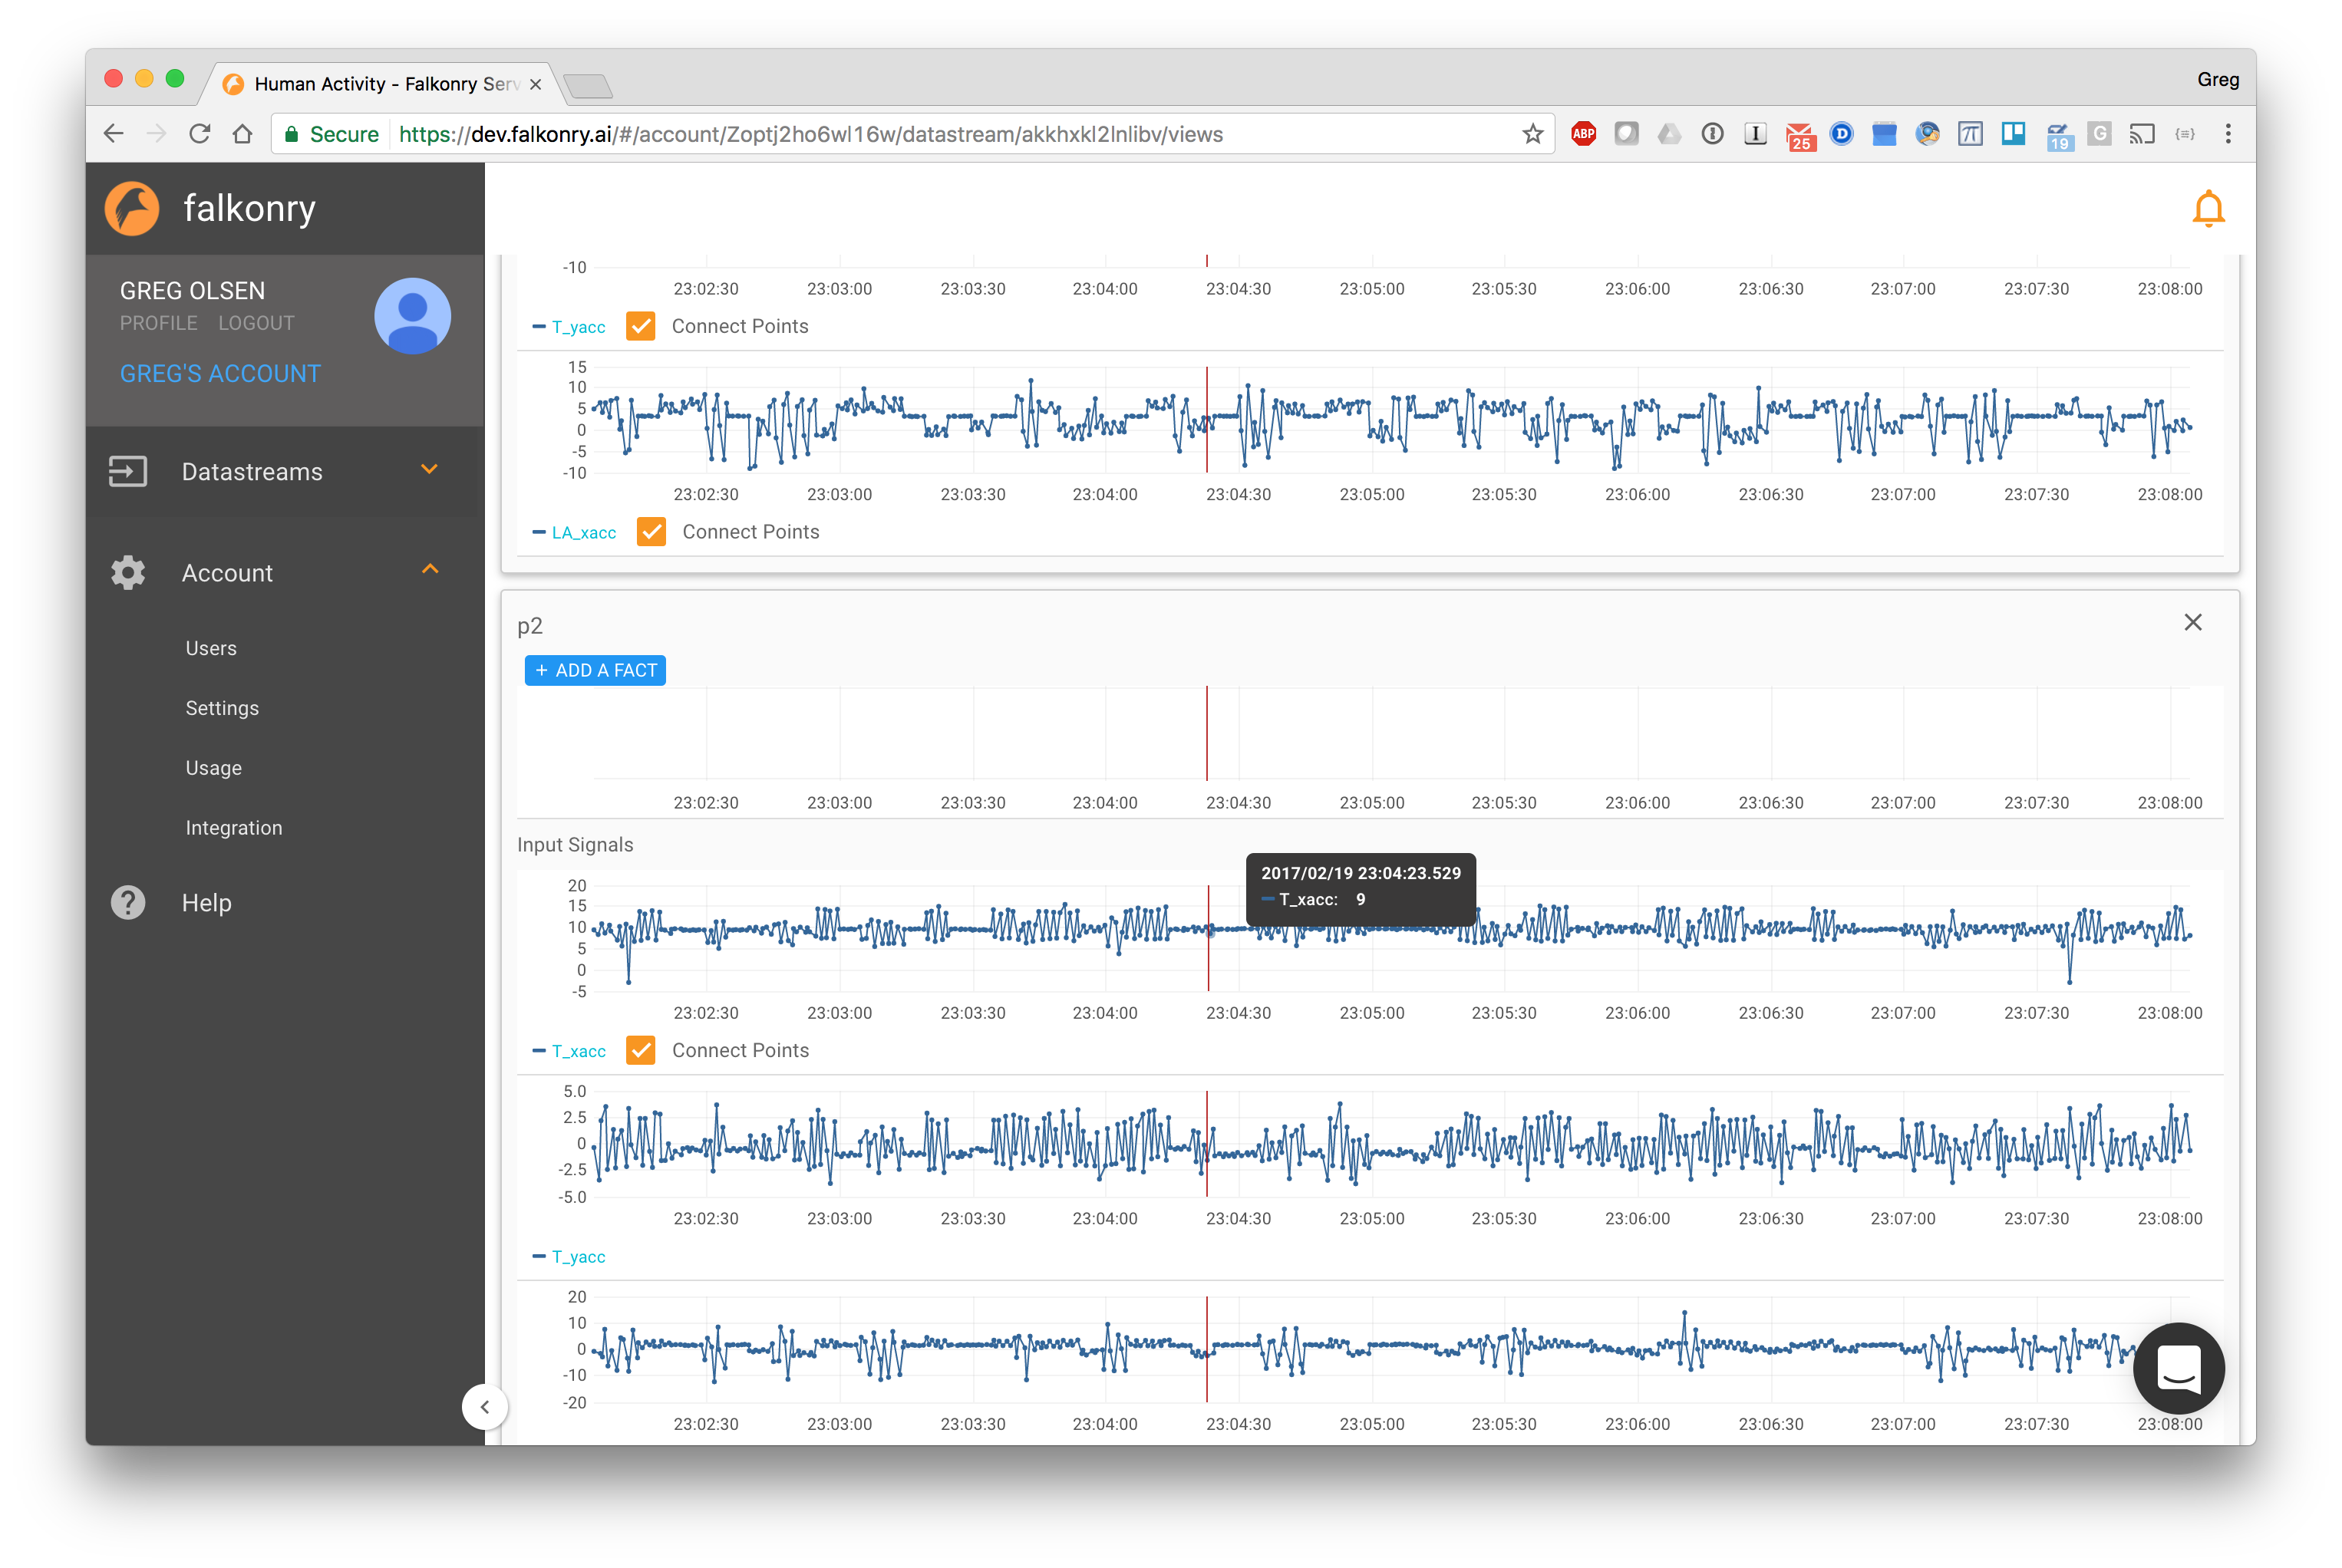 Human Activity - Falkonry Serv
Greg
Secure https://dev.falkonry.ai/#/account/Zoptj2ho6wl16w/datastream/akkhxkl2lnlibv/views
ABP
I
25
D
π
19
G
falkonry
GREG OLSEN
PROFILE LOGOUT
GREG'S ACCOUNT
Datastreams
Account
Users
Settings
Usage
Integration
Help
-10
23:02:30 23:03:00 23:03:30 23:04:00 23:04:30 23:05:00 23:05:30 23:06:00 23:06:30 23:07:00 23:07:30 23:08:00
T_yacc Connect Points
15
10
5
0
-5
-10
23:02:30 23:03:00 23:03:30 23:04:00 23:04:30 23:05:00 23:05:30 23:06:00 23:06:30 23:07:00 23:07:30 23:08:00
LA_xacc Connect Points
p2
+ ADD A FACT
23:02:30 23:03:00 23:03:30 23:04:00 23:04:30 23:05:00 23:05:30 23:06:00 23:06:30 23:07:00 23:07:30 23:08:00
Input Signals
2017/02/19 23:04:23.529
T_xacc: 9
20
15
10
5
0
-5
23:02:30 23:03:00 23:03:30 23:04:00 23:04:30 23:05:00 23:05:30 23:06:00 23:06:30 23:07:00 23:07:30 23:08:00
T_xacc Connect Points
5.0
2.5
0
-2.5
-5.0
23:02:30 23:03:00 23:03:30 23:04:00 23:04:30 23:05:00 23:05:30 23:06:00 23:06:30 23:07:00 23:07:30 23:08:00
T_yacc
20
10
0
-10
-20
23:02:30 23:03:00 23:03:30 23:04:00 23:04:30 23:05:00 23:05:30 23:06:00 23:06:30 23:07:00 23:07:30 23:08:00